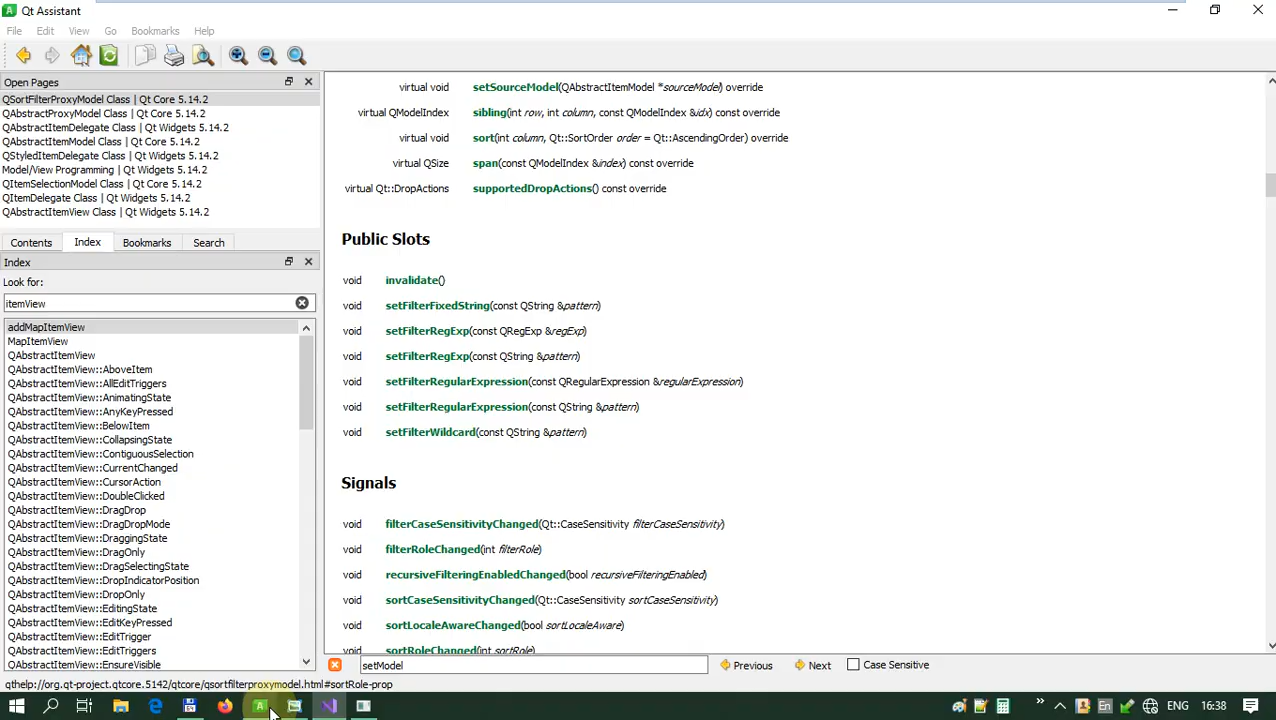 Qt Assistant
File Edit View Go Bookmarks Help
Open Pages
QSortFilterProxyModel Class | Qt Core 5.14.2
QAbstractProxyModel Class | Qt Core 5.14.2
QAbstractItemDelegate Class | Qt Widgets 5.14.2
QAbstractItemModel Class | Qt Core 5.14.2
QStyledItemDelegate Class | Qt Widgets 5.14.2
Model/View Programming | Qt Widgets 5.14.2
QItemSelectionModel Class | Qt Core 5.14.2
QItemDelegate Class | Qt Widgets 5.14.2
QAbstractItemView Class | Qt Widgets 5.14.2
Contents Index Bookmarks Search
Index
Look for:
itemView
addMapItemView
MapItemView
QAbstractItemView
QAbstractItemView::AboveItem
QAbstractItemView::AllEditTriggers
QAbstractItemView::AnimatingState
QAbstractItemView::AnyKeyPressed
QAbstractItemView::BelowItem
QAbstractItemView::CollapsingState
QAbstractItemView::ContiguousSelection
QAbstractItemView::CurrentChanged
QAbstractItemView::CursorAction
QAbstractItemView::DoubleClicked
QAbstractItemView::DragDrop
QAbstractItemView::DragDropMode
QAbstractItemView::DraggingState
QAbstractItemView::DragOnly
QAbstractItemView::DragSelectingState
QAbstractItemView::DropIndicatorPosition
QAbstractItemView::DropOnly
QAbstractItemView::EditingState
QAbstractItemView::EditKeyPressed
QAbstractItemView::EditTrigger
QAbstractItemView::EditTriggers
QAbstractItemView::EnsureVisible
virtual void setSourceModel(QAbstractItemModel *sourceModel) override
virtual QModelIndex sibling(int row, int column, const QModelIndex &idx) const override
virtual void sort(int column, Qt::SortOrder order = Qt::AscendingOrder) override
virtual QSize span(const QModelIndex &index) const override
virtual Qt::DropActions supportedDropActions() const override
Public Slots
void invalidate()
void setFilterFixedString(const QString &pattern)
void setFilterRegExp(const QRegExp &regExp)
void setFilterRegExp(const QString &pattern)
void setFilterRegularExpression(const QRegularExpression &regularExpression)
void setFilterRegularExpression(const QString &pattern)
void setFilterWildcard(const QString &pattern)
Signals
void filterCaseSensitivityChanged(Qt::CaseSensitivity filterCaseSensitivity)
void filterRoleChanged(int filterRole)
void recursiveFilteringEnabledChanged(bool recursiveFilteringEnabled)
void sortCaseSensitivityChanged(Qt::CaseSensitivity sortCaseSensitivity)
void sortLocaleAwareChanged(bool sortLocaleAware)
void sortRoleChanged(int sortRole)
setModel Previous Next Case Sensitive
qthelp://org.qt-project.qtcore.5142/qtcore/qsortfilterproxymodel.html#sortRole-prop
En ENG 16:38